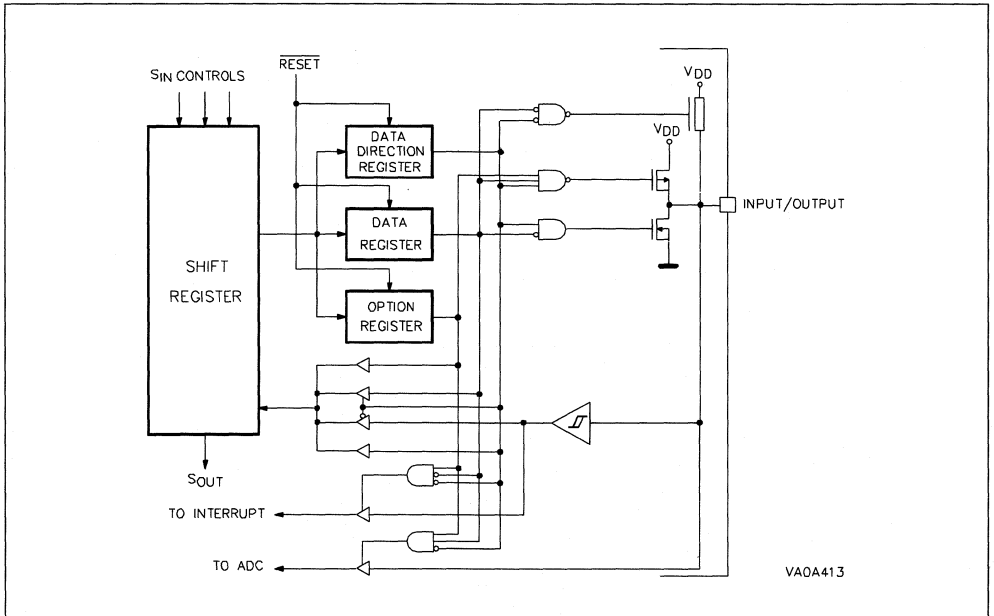 SIN CONTROLS
RESET
VDD
VDD
DATA
DIRECTION
REGISTER
DATA
REGISTER
OPTION
REGISTER
SHIFT
REGISTER
INPUT/OUTPUT
SOUT
TO INTERRUPT
TO ADC
VA0A413